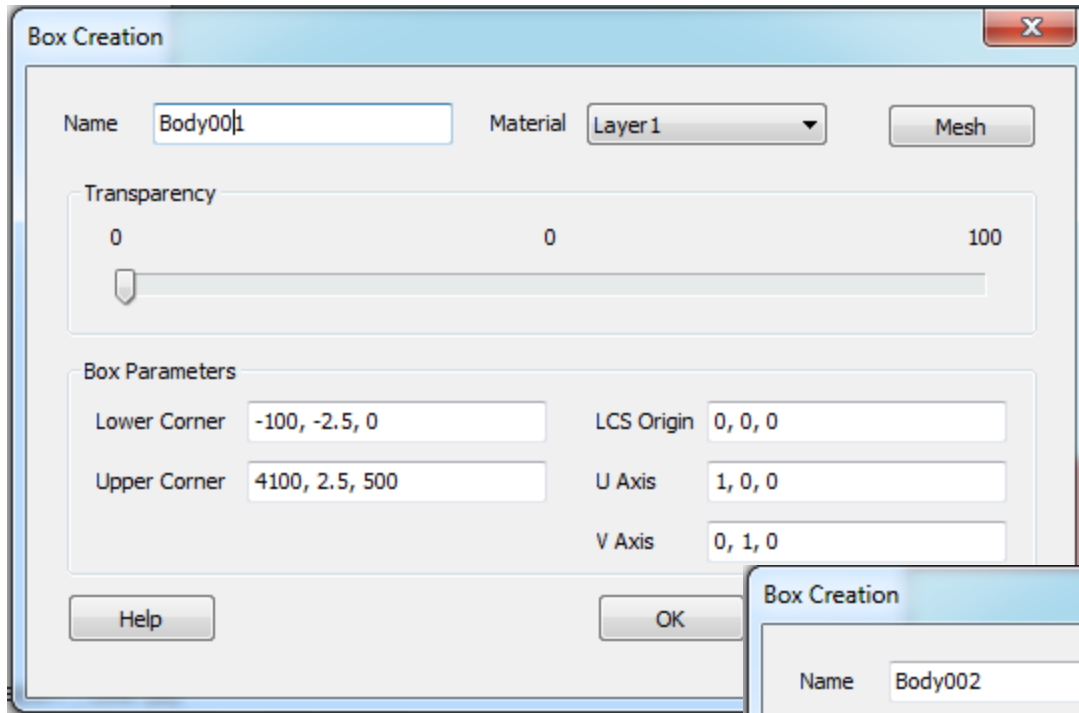 Box Creation
Name Body001 Material Layer1 Mesh
Transparency
0 0 100
Box Parameters
Lower Corner -100, -2.5, 0 LCS Origin 0, 0, 0
Upper Corner 4100, 2.5, 500 U Axis 1, 0, 0
V Axis 0, 1, 0
Help OK
Box Creation
Name Body002